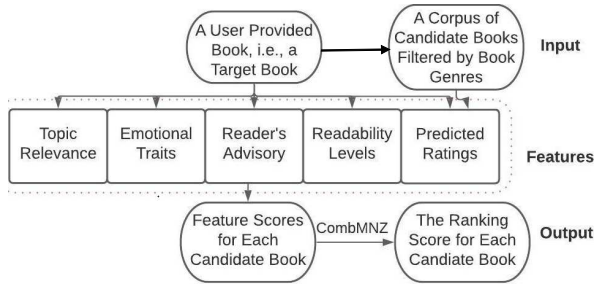 A User Provided
Book, i.e., a
Target Book
A Corpus of
Candidate Books
Filtered by Book
Genres
Input
Topic
Relevance
Emotional
Traits
Reader's
Advisory
Readability
Levels
Predicted
Ratings
Features
Feature Scores
for Each
Candidate Book
CombMNZ
The Ranking
Score for Each
Candiate Book
Output